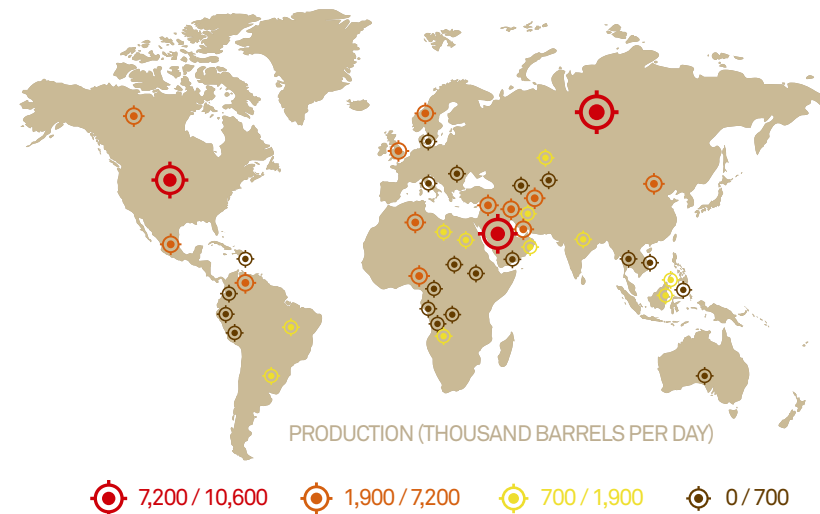 PRODUCTION (THOUSAND BARRELS PER DAY)
7,200 / 10,600 1,900 / 7,200 700 / 1,900 0 / 700